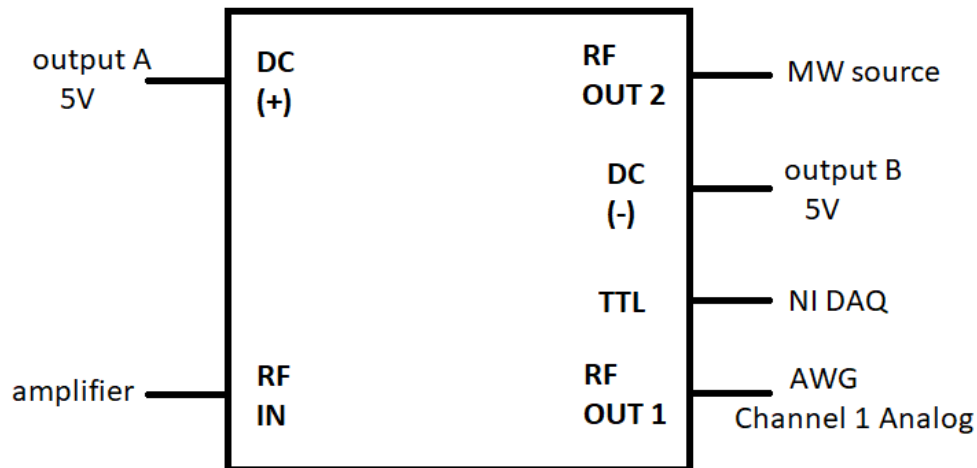 output A
5V
DC
(+)
RF
OUT 2
MW source
DC
(-)
output B
5V
TTL
NI DAQ
amplifier
RF
IN
RF
OUT 1
AWG
Channel 1 Analog